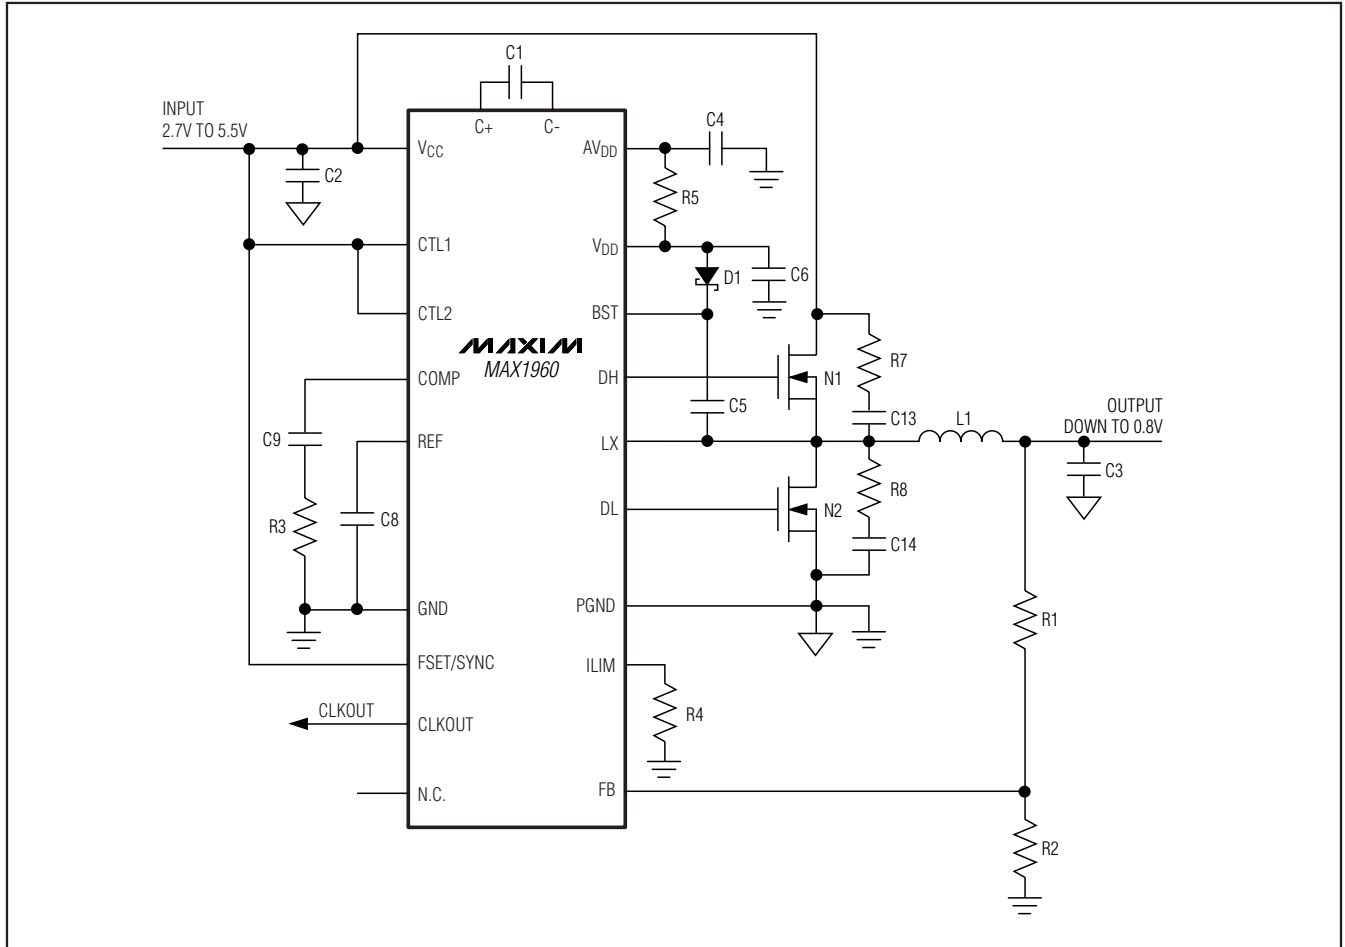 C1
INPUT
2.7V TO 5.5V
C+
C-
C4
VCC
AVDD
C2
R5
CTL1
VDD
D1
C6
CTL2
BST
MAXIM
MAX1960
R7
COMP
DH
N1
C5
C13
L1
OUTPUT
DOWN TO 0.8V
C9
REF
LX
C3
R8
R3
C8
DL
N2
C14
GND
PGND
R1
FSET/SYNC
ILIM
CLKOUT
CLKOUT
R4
N.C.
FB
R2